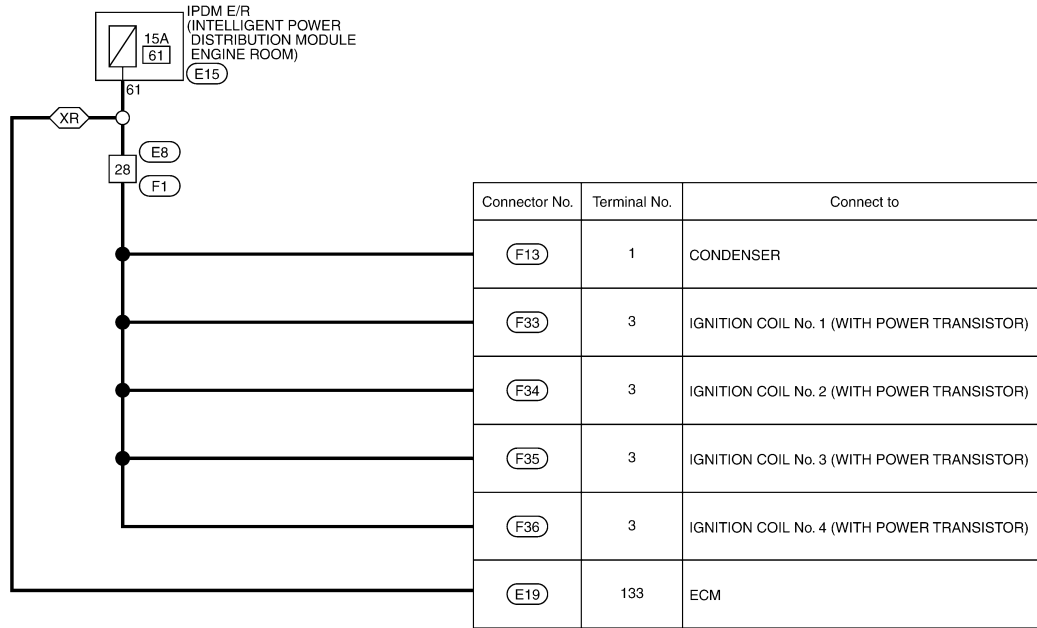 IPDM E/R
(INTELLIGENT POWER
DISTRIBUTION MODULE
ENGINE ROOM)
15A
61
E15
61
XR
E8
28
F1
Connector No. Terminal No. Connect to
F13 1 CONDENSER
F33 3 IGNITION COIL No. 1 (WITH POWER TRANSISTOR)
F34 3 IGNITION COIL No. 2 (WITH POWER TRANSISTOR)
F35 3 IGNITION COIL No. 3 (WITH POWER TRANSISTOR)
F36 3 IGNITION COIL No. 4 (WITH POWER TRANSISTOR)
E19 133 ECM